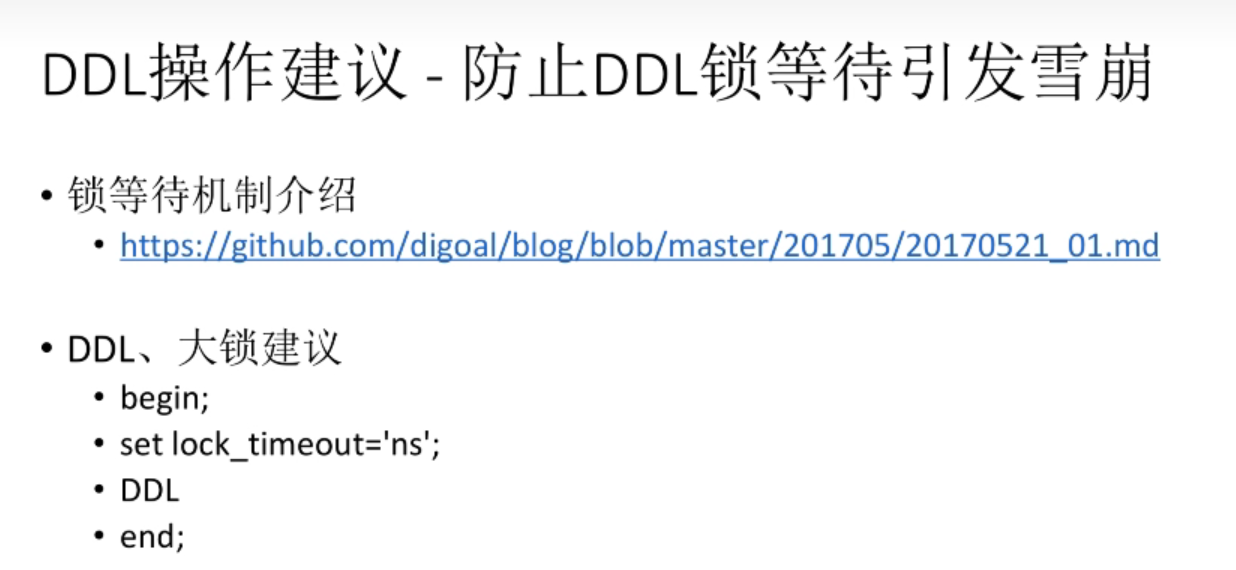 DDL操作建议 - 防止DDL锁等待引发雪崩
• 锁等待机制介绍
• https://github.com/digoal/blog/blob/master/201705/20170521_01.md
• DDL、大锁建议
• begin;
• set lock_timeout='ns';
• DDL
• end;